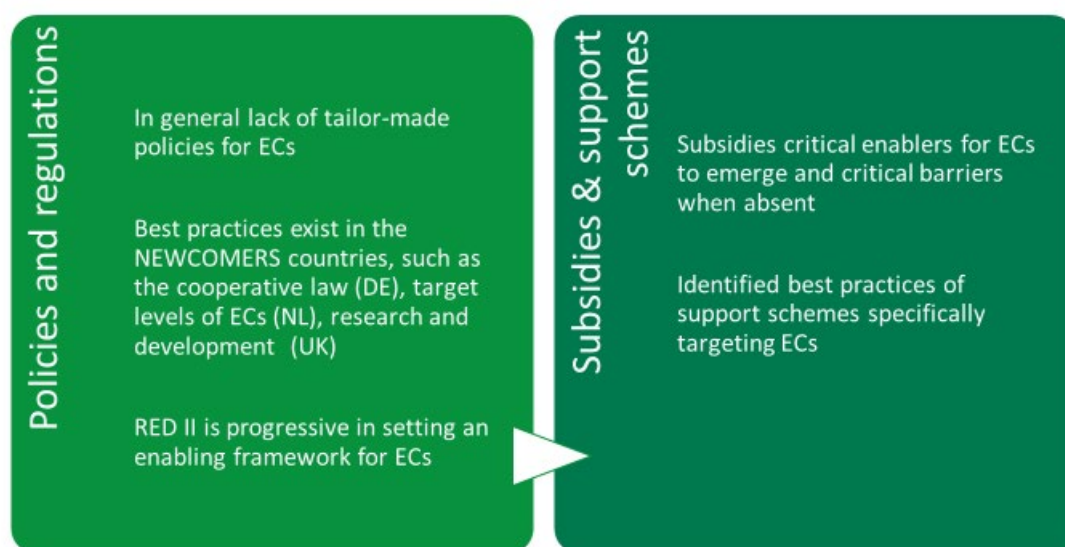 Policies and regulations
In general lack of tailor-made
policies for ECs
Best practices exist in the
NEWCOMERS countries, such as
the cooperative law (DE), target
levels of ECs (NL), research and
development (UK)
RED II is progressive in setting an
enabling framework for ECs
Subsidies & support
schemes
Subsidies critical enablers for ECs
to emerge and critical barriers
when absent
Identified best practices of
support schemes specifically
targeting ECs